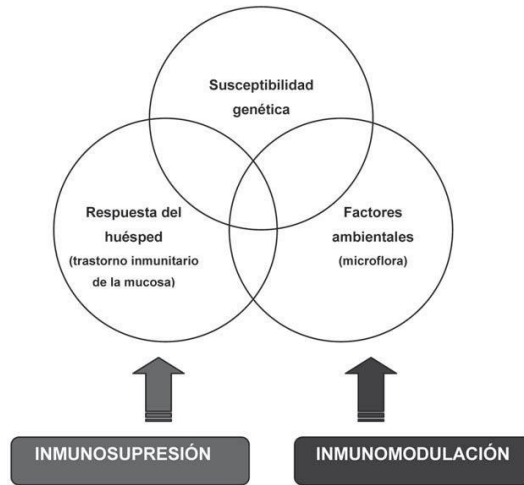 Susceptibilidad
genética
Respuesta del
huésped
(trastorno inmunitario
de la mucosa)
Factores
ambientales
(microflora)
INMUNOSUPRESIÓN
INMUNOMODULACIÓN